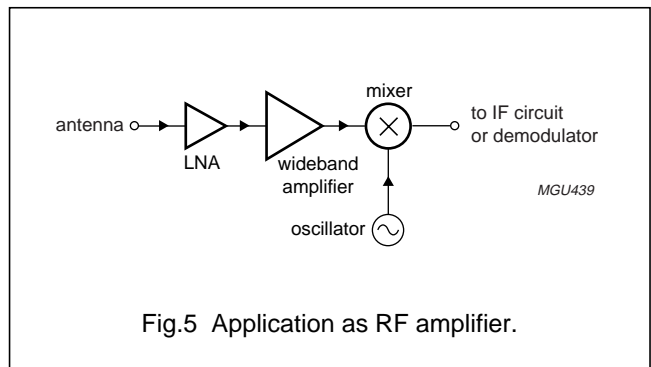 mixer
antenna
to IF circuit
or demodulator
LNA
wideband
amplifier
MGU439
oscillator
Fig.5 Application as RF amplifier.